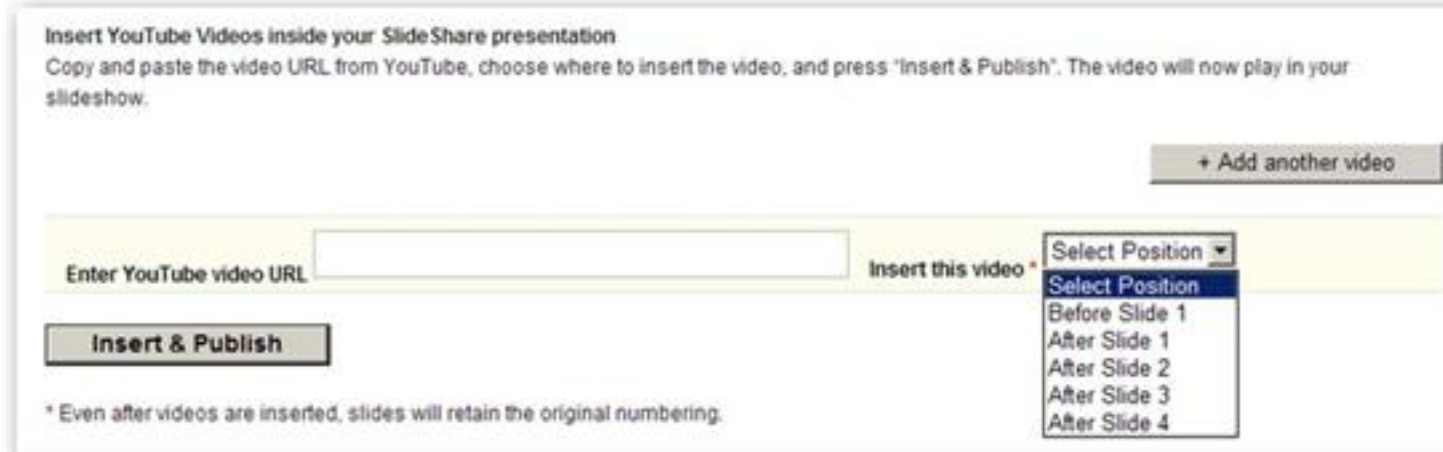 Insert YouTube Videos inside your SlideShare presentation
Copy and paste the video URL from YouTube, choose where to insert the video, and press "Insert & Publish". The video will now play in your
slideshow.
+ Add another video
Enter YouTube video URL
Insert this video *
Select Position
Select Position
Before Slide 1
After Slide 1
After Slide 2
After Slide 3
After Slide 4
Insert & Publish
* Even after videos are inserted, slides will retain the original numbering.